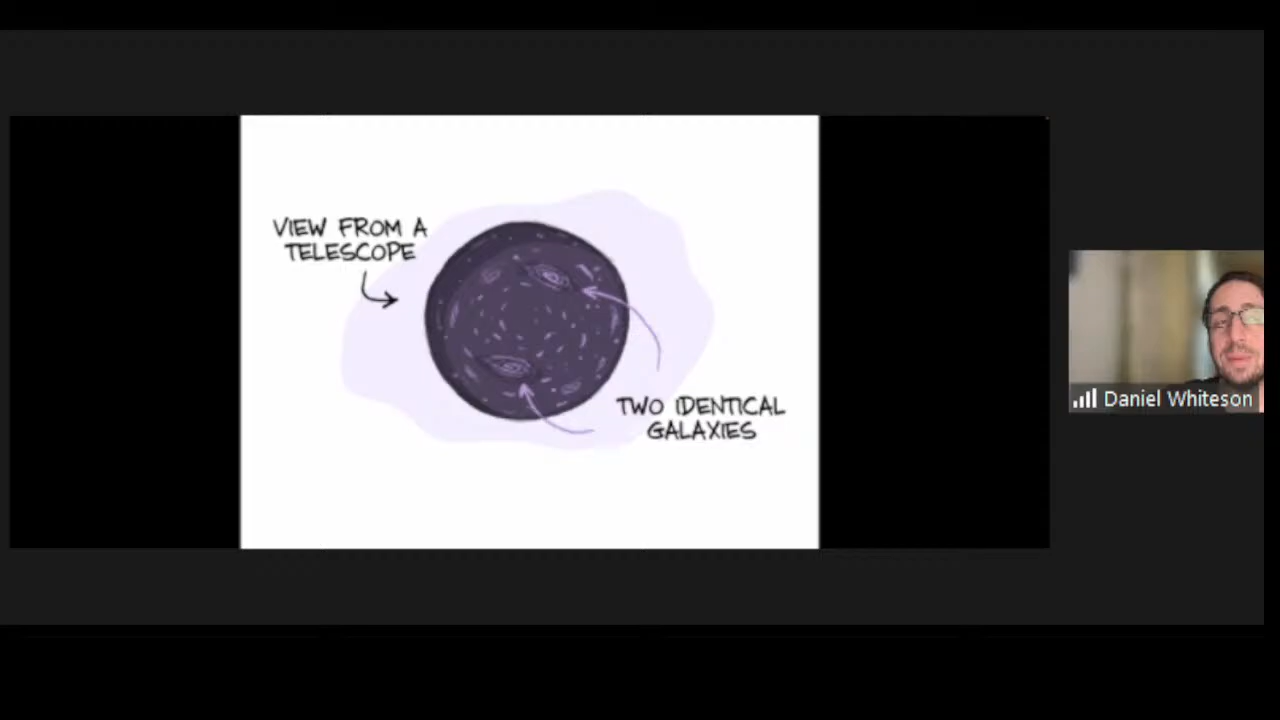 VIEW FROM A
TELESCOPE
TWO IDENTICAL
GALAXIES
Daniel Whiteson